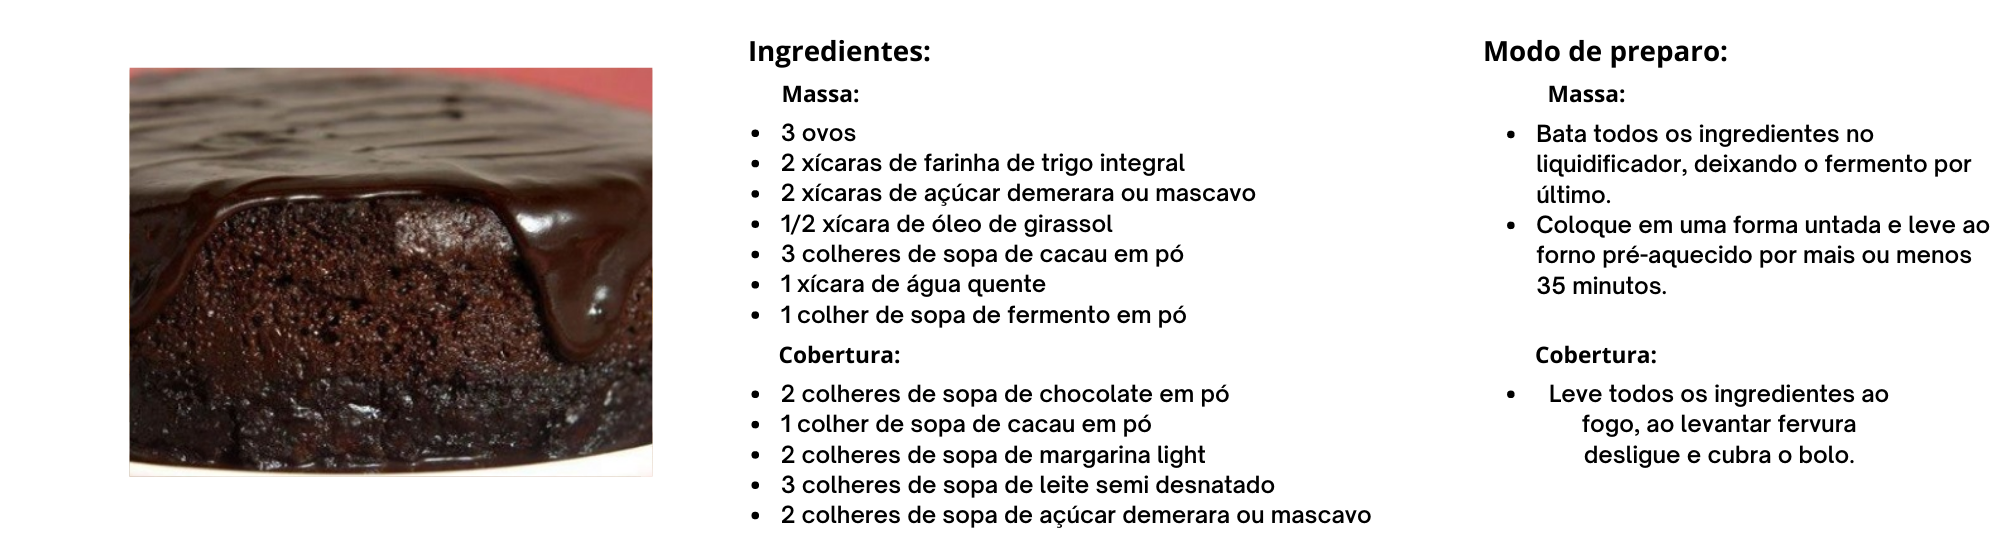 Ingredientes:
Massa:
• 3 ovos
• 2 xícaras de farinha de trigo integral
• 2 xícaras de açúcar demerara ou mascavo
• 1/2 xícara de óleo de girassol
• 3 colheres de sopa de cacau em pó
• 1 xícara de água quente
• 1 colher de sopa de fermento em pó
Cobertura:
• 2 colheres de sopa de chocolate em pó
• 1 colher de sopa de cacau em pó
• 2 colheres de sopa de margarina light
• 3 colheres de sopa de leite semi desnatado
• 2 colheres de sopa de açúcar demerara ou mascavo
Modo de preparo:
Massa:
• Bata todos os ingredientes no
liquidificador, deixando o fermento por
último.
• Coloque em uma forma untada e leve ao
forno pré-aquecido por mais ou menos
35 minutos.
Cobertura:
• Leve todos os ingredientes ao
fogo, ao levantar fervura
desligue e cubra o bolo.